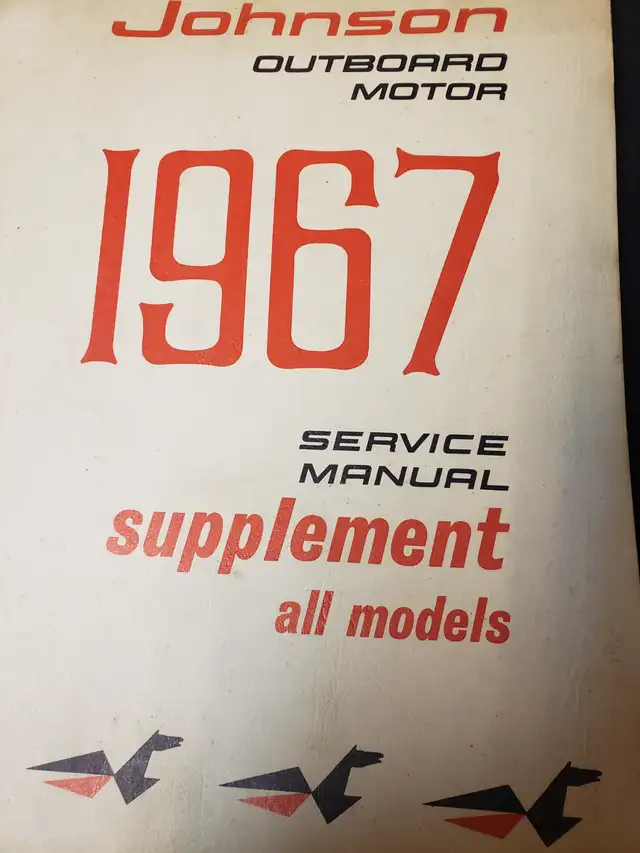 Johnson
OUTBOARD
MOTOR
1967
SERVICE
MANUAL
supplement
all models